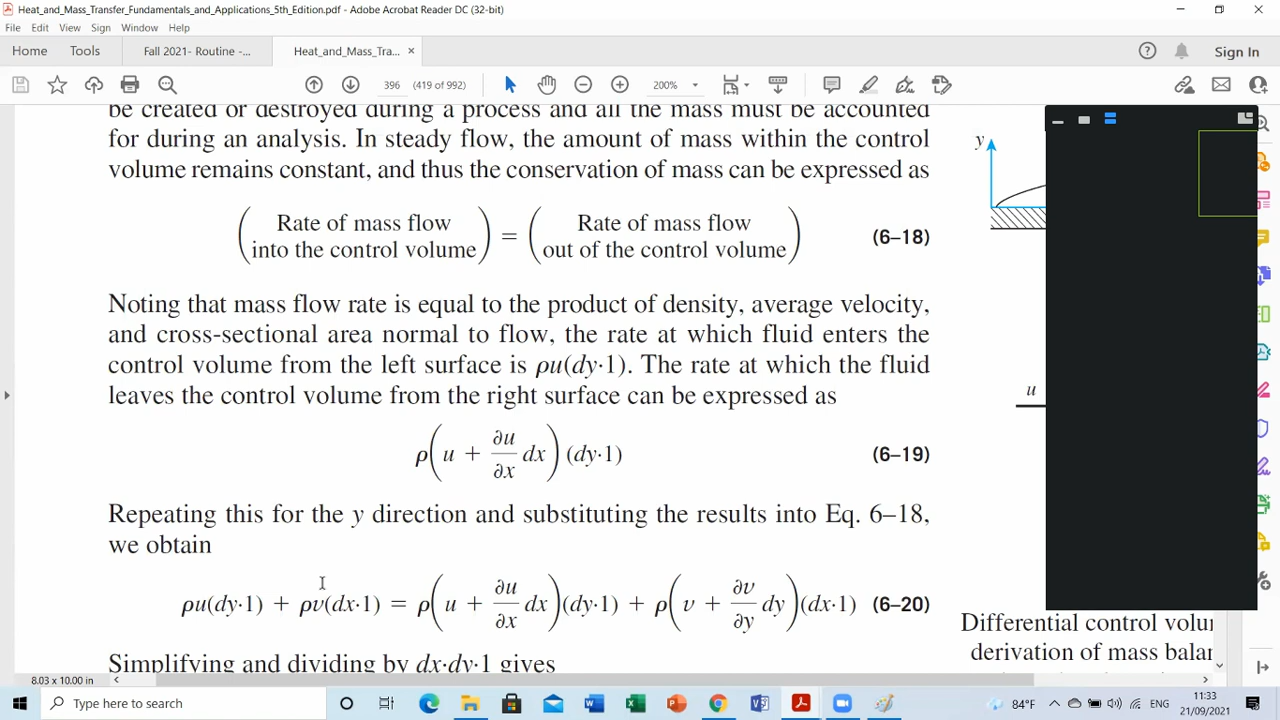 Heat_and_Mass_Transfer_Fundamentals_and_Applications_5th_Edition.pdf - Adobe Acrobat Reader DC (32-bit)
File Edit View Sign Window Help
Home Tools Fall 2021- Routine -... Heat_and_Mass_Tra... × Sign In
396 (419 of 992) 200%
be created or destroyed during a process and all the mass must be accounted
for during an analysis. In steady flow, the amount of mass within the control
volume remains constant, and thus the conservation of mass can be expressed as
(Rate of mass flow into the control volume) = (Rate of mass flow out of the control volume) (6–18)
y
Noting that mass flow rate is equal to the product of density, average velocity,
and cross-sectional area normal to flow, the rate at which fluid enters the
control volume from the left surface is ρu(dy·1). The rate at which the fluid
leaves the control volume from the right surface can be expressed as
u
ρ(u + ∂u/∂x dx)(dy·1) (6–19)
Repeating this for the y direction and substituting the results into Eq. 6–18,
we obtain
ρu(dy·1) + ρv(dx·1) = ρ(u + ∂u/∂x dx)(dy·1) + ρ(v + ∂v/∂y dy)(dx·1) (6–20)
Differential control volu
derivation of mass balar
Simplifying and dividing by dx·dy·1 gives
8.03 x 10.00 in
Type here to search
84°F ENG 11:33
21/09/2021